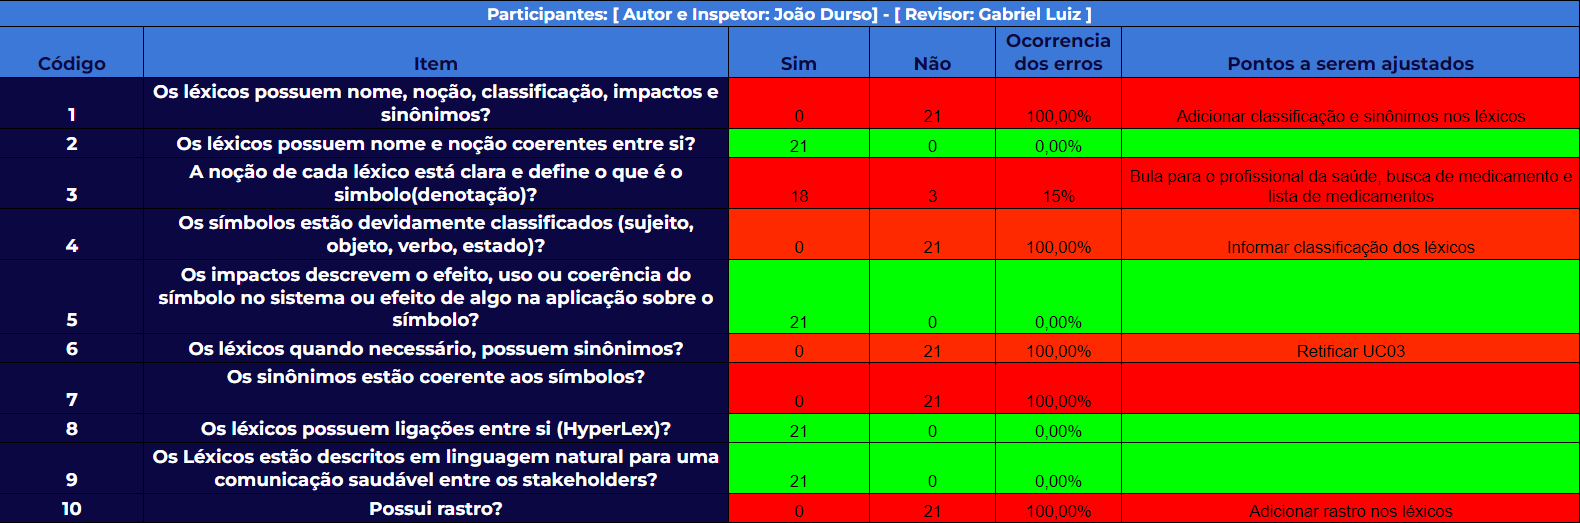 Participantes: [ Autor e Inspetor: João Durso] - [ Revisor: Gabriel Luiz ]
Código Item Sim Não Ocorrencia dos erros Pontos a serem ajustados
1 Os léxicos possuem nome, noção, classificação, impactos e sinônimos? 0 21 100,00% Adicionar classificação e sinônimos nos léxicos
2 Os léxicos possuem nome e noção coerentes entre si? 21 0 0,00%
3 A noção de cada léxico está clara e define o que é o simbolo(denotação)? 18 3 15% Bula para o profissional da saúde, busca de medicamento e lista de medicamentos
4 Os símbolos estão devidamente classificados (sujeito, objeto, verbo, estado)? 0 21 100,00% Informar classificação dos léxicos
5 Os impactos descrevem o efeito, uso ou coerência do símbolo no sistema ou efeito de algo na aplicação sobre o símbolo? 21 0 0,00%
6 Os léxicos quando necessário, possuem sinônimos? 0 21 100,00% Retificar UC03
7 Os sinônimos estão coerente aos símbolos? 0 21 100,00%
8 Os léxicos possuem ligações entre si (HyperLex)? 21 0 0,00%
9 Os Léxicos estão descritos em linguagem natural para uma comunicação saudável entre os stakeholders? 21 0 0,00%
10 Possui rastro? 0 21 100,00% Adicionar rastro nos léxicos